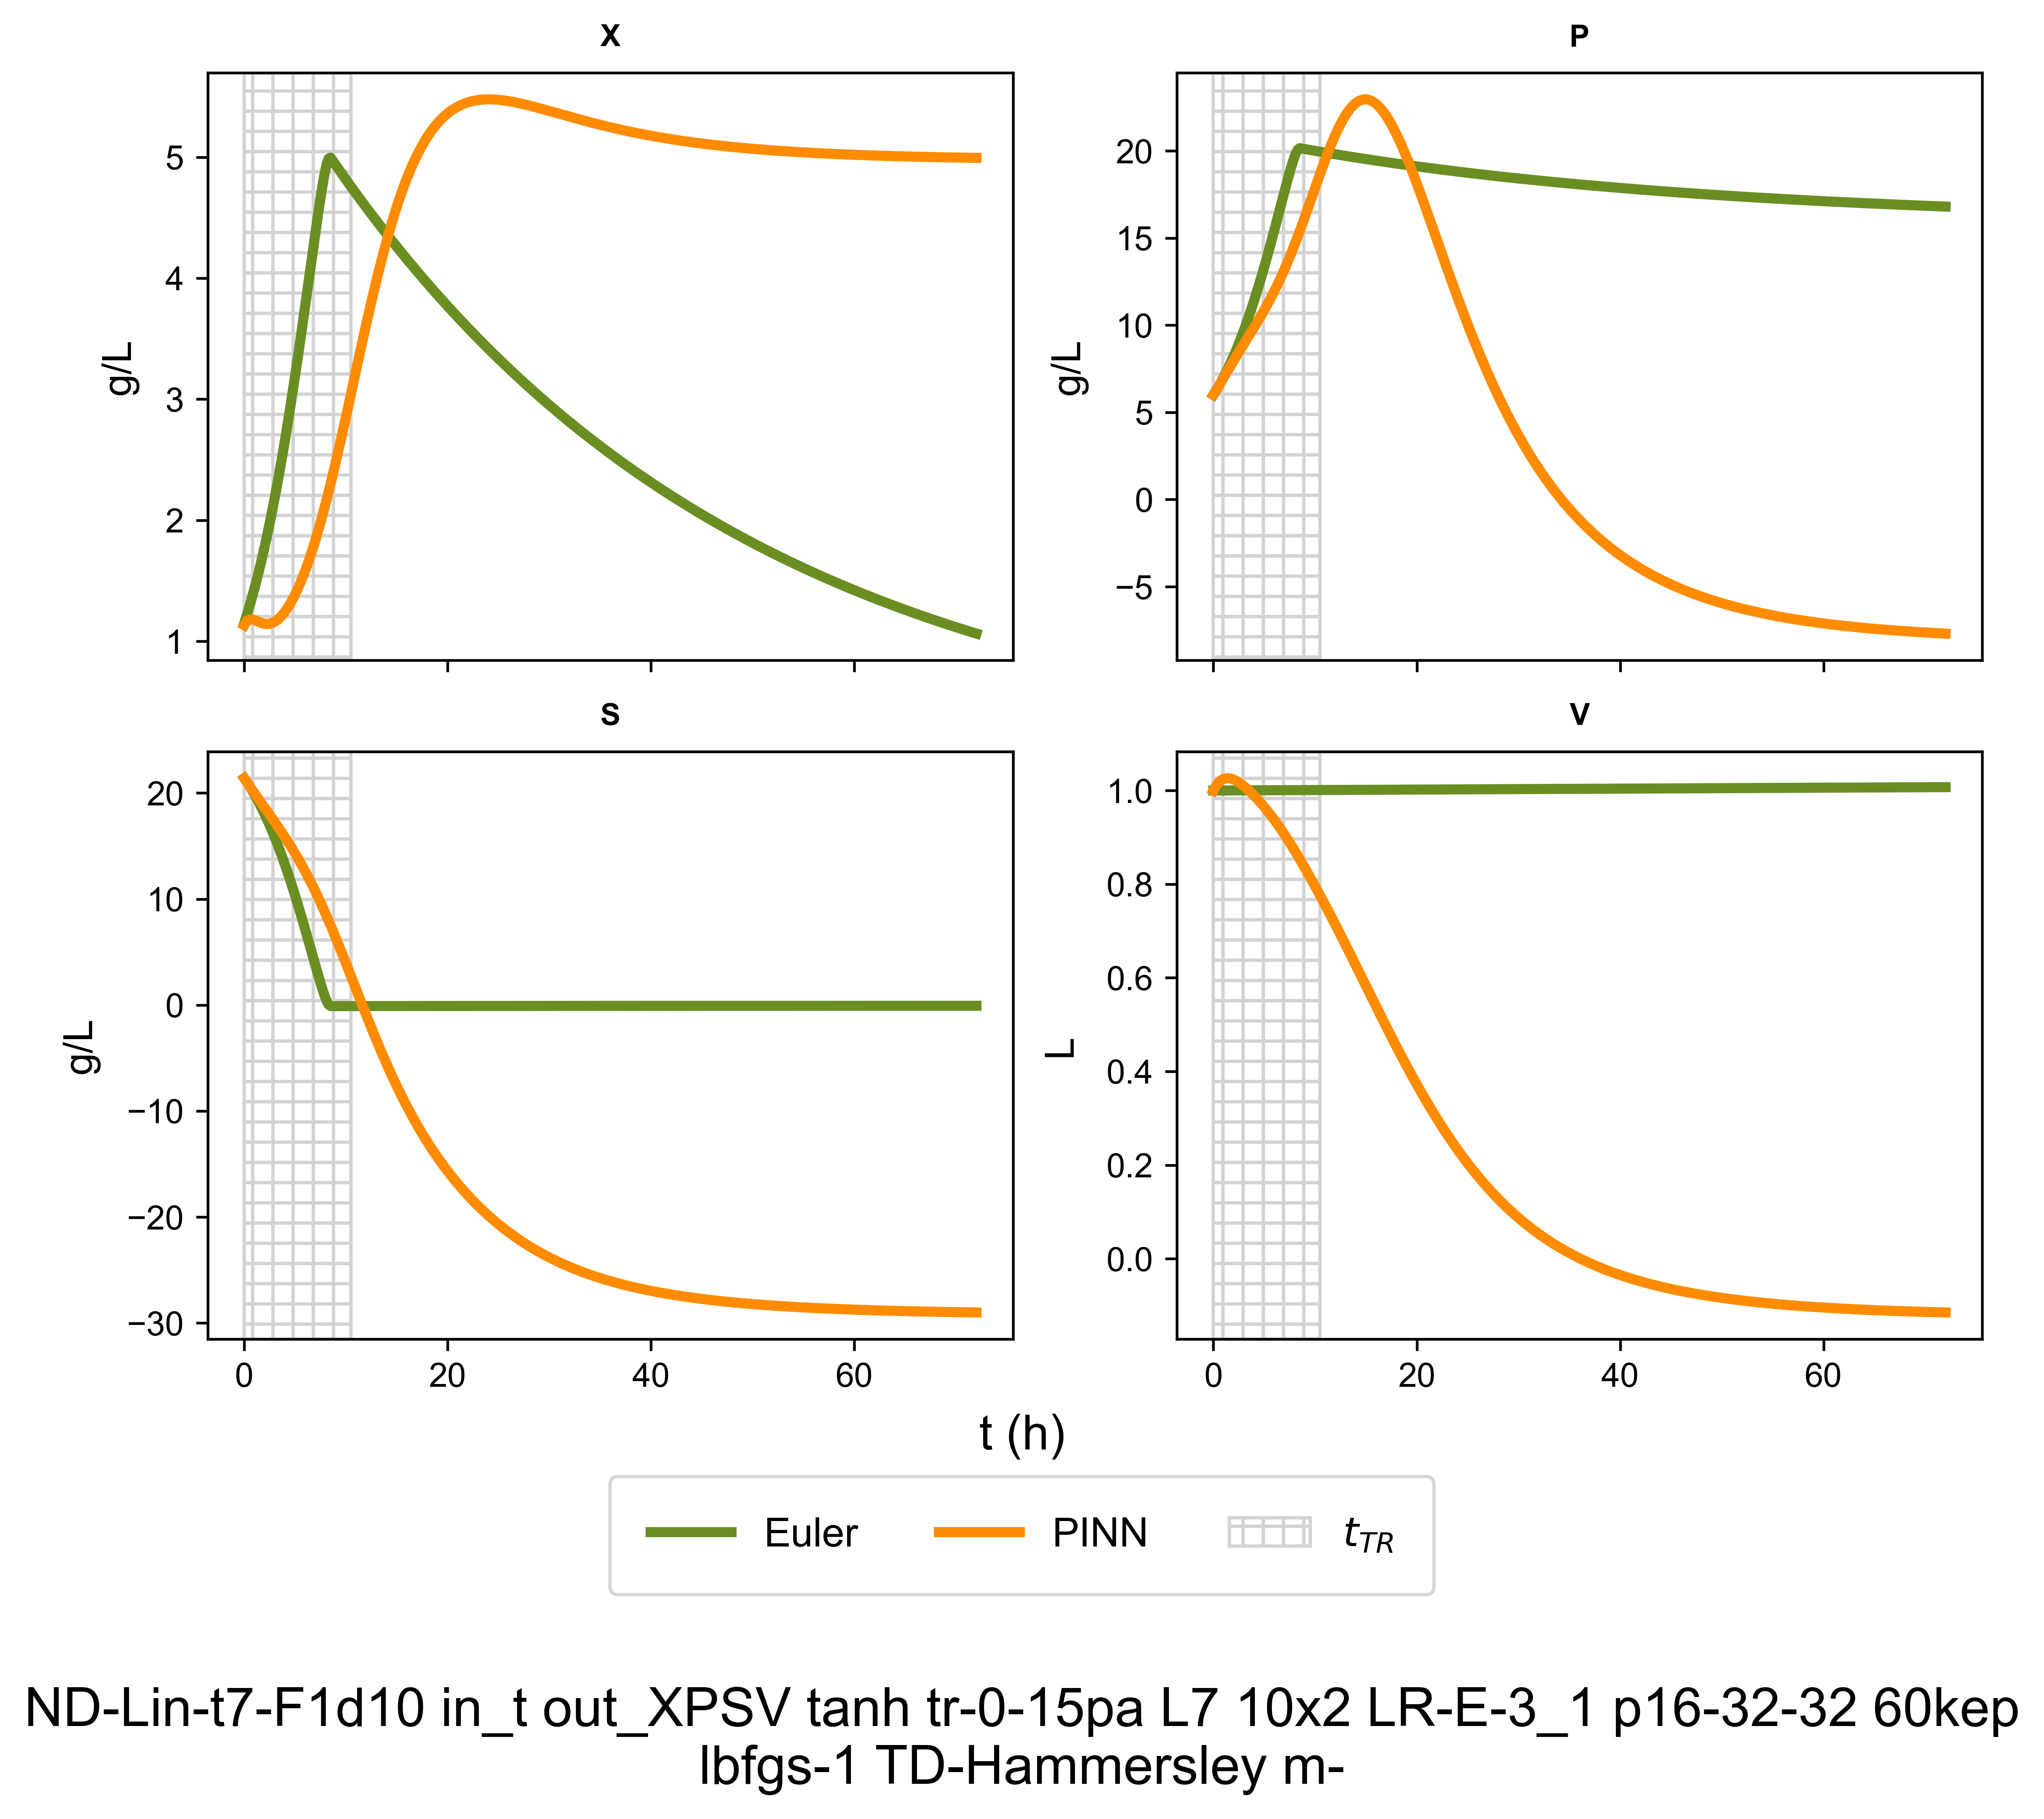 X
P
5
4
3
2
1
g/L
20
15
10
5
0
−5
g/L
S
V
20
10
0
−10
−20
−30
g/L
0
20
40
60
1.0
0.8
0.6
0.4
0.2
0.0
L
0
20
40
60
t (h)
Euler
PINN
t_TR
ND-Lin-t7-F1d10 in_t out_XPSV tanh tr-0-15pa L7 10x2 LR-E-3_1 p16-32-32 60kep
lbfgs-1 TD-Hammersley m-